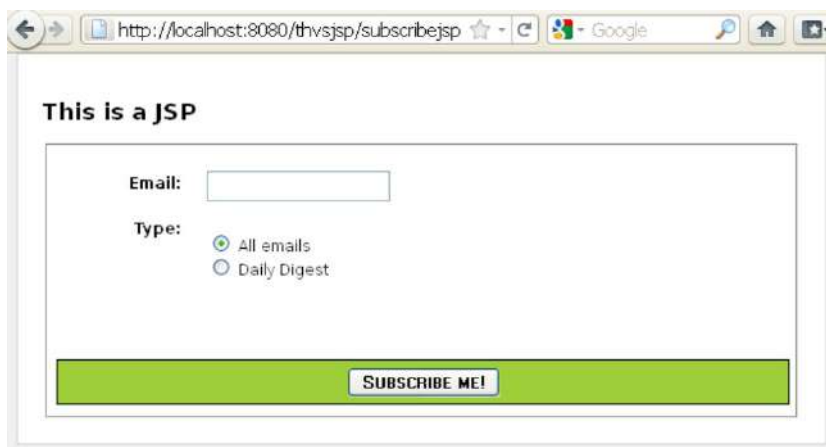 http://localhost:8080/thvsjsp/subscribejsp
Google
This is a JSP
Email:
Type:
All emails
Daily Digest
SUBSCRIBE ME!